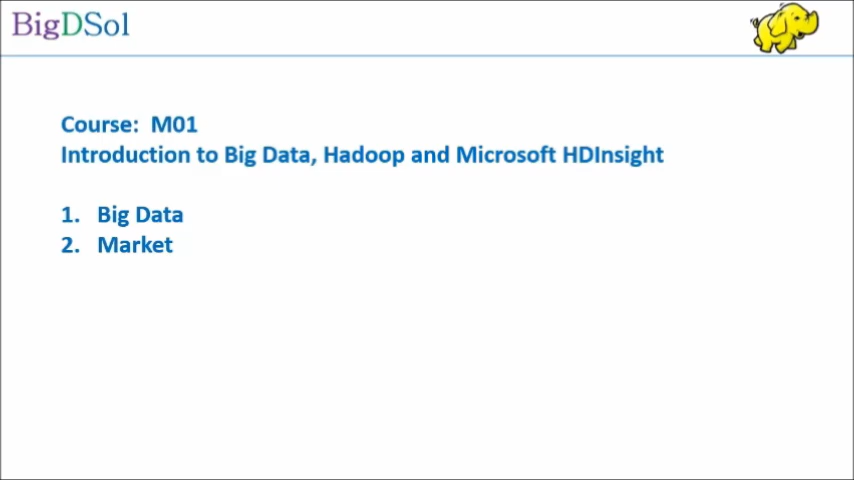 BigDSol
Course: M01
Introduction to Big Data, Hadoop and Microsoft HDInsight
1. Big Data
2. Market